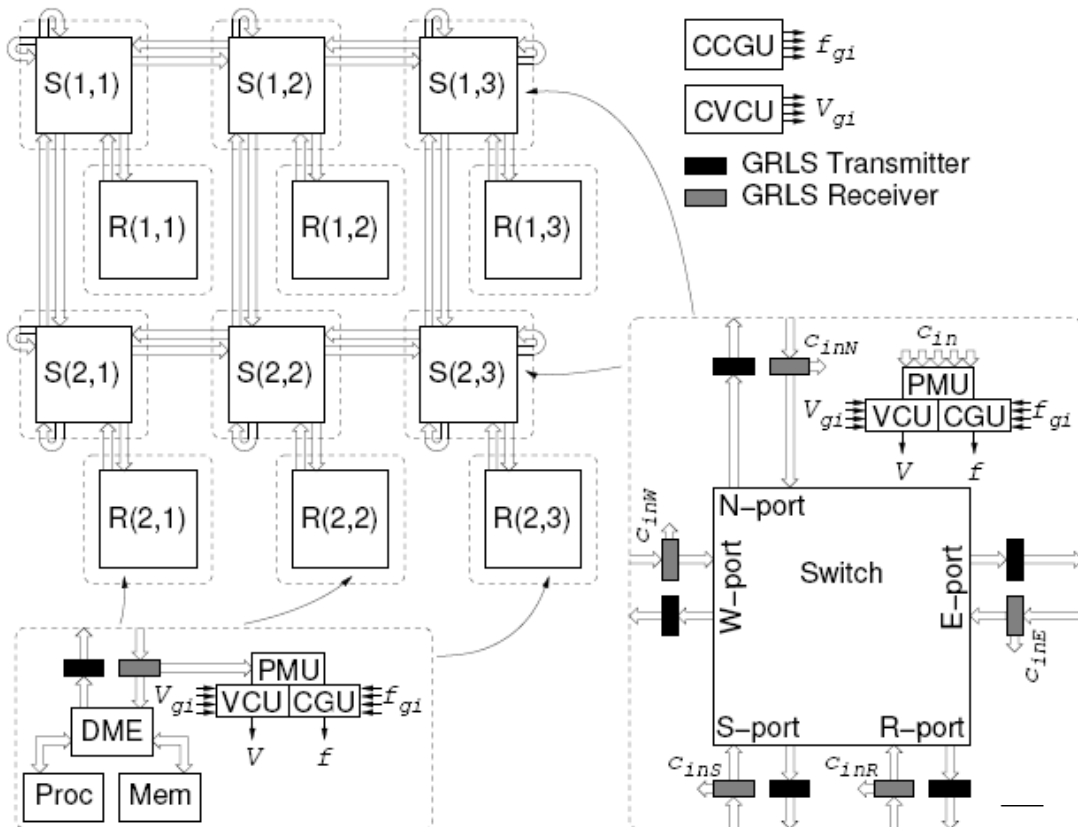 S(1,1)
S(1,2)
S(1,3)
CCGU
f_gi
CVCU
V_gi
GRLS Transmitter
GRLS Receiver
R(1,1)
R(1,2)
R(1,3)
S(2,1)
S(2,2)
S(2,3)
R(2,1)
R(2,2)
R(2,3)
PMU
V_gi
VCU
CGU
f_gi
V
f
DME
Proc
Mem
c_inN
c_in
PMU
V_gi
VCU
CGU
f_gi
V
f
c_inW
N-port
W-port
Switch
E-port
c_inE
S-port
R-port
c_inS
c_inR